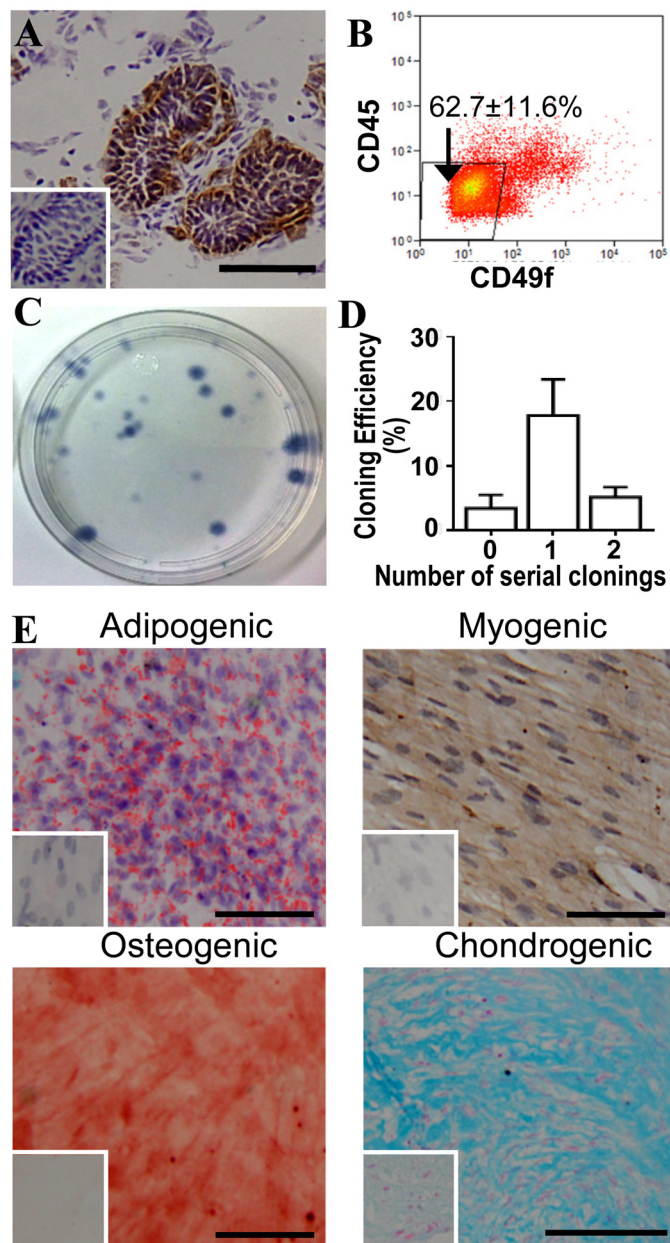 A
B
CD45
10⁵
10⁴
10³
10²
10¹
10⁰
62.7±11.6%
10⁰ 10¹ 10² 10³ 10⁴ 10⁵
CD49f
C
D
Cloning Efficiency
(%)
30
20
10
0
0 1 2
Number of serial clonings
E
Adipogenic
Myogenic
Osteogenic
Chondrogenic